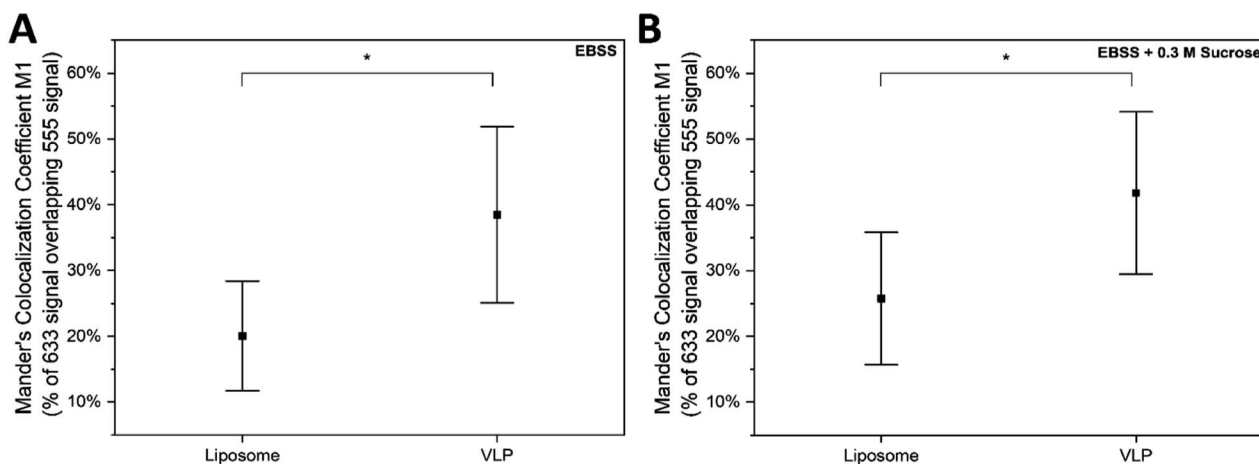 A
Mander's Colocalization Coefficient M1
(% of 633 signal overlapping 555 signal)
EBSS
*
60%
50%
40%
30%
20%
10%
Liposome
VLP
B
Mander's Colocalization Coefficient M1
(% of 633 signal overlapping 555 signal)
EBSS + 0.3 M Sucrose
*
60%
50%
40%
30%
20%
10%
Liposome
VLP